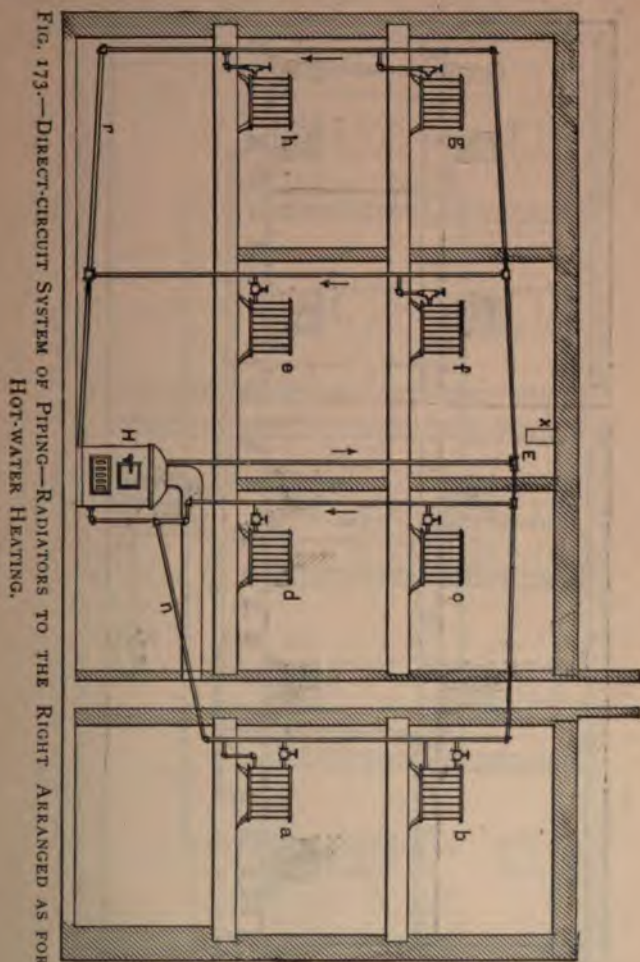 x
E
g f c b
h e d a
H
r n
FIG. 173.—DIRECT-CIRCUIT SYSTEM OF PIPING—RADIATORS TO THE RIGHT ARRANGED AS FOR
HOT-WATER HEATING.